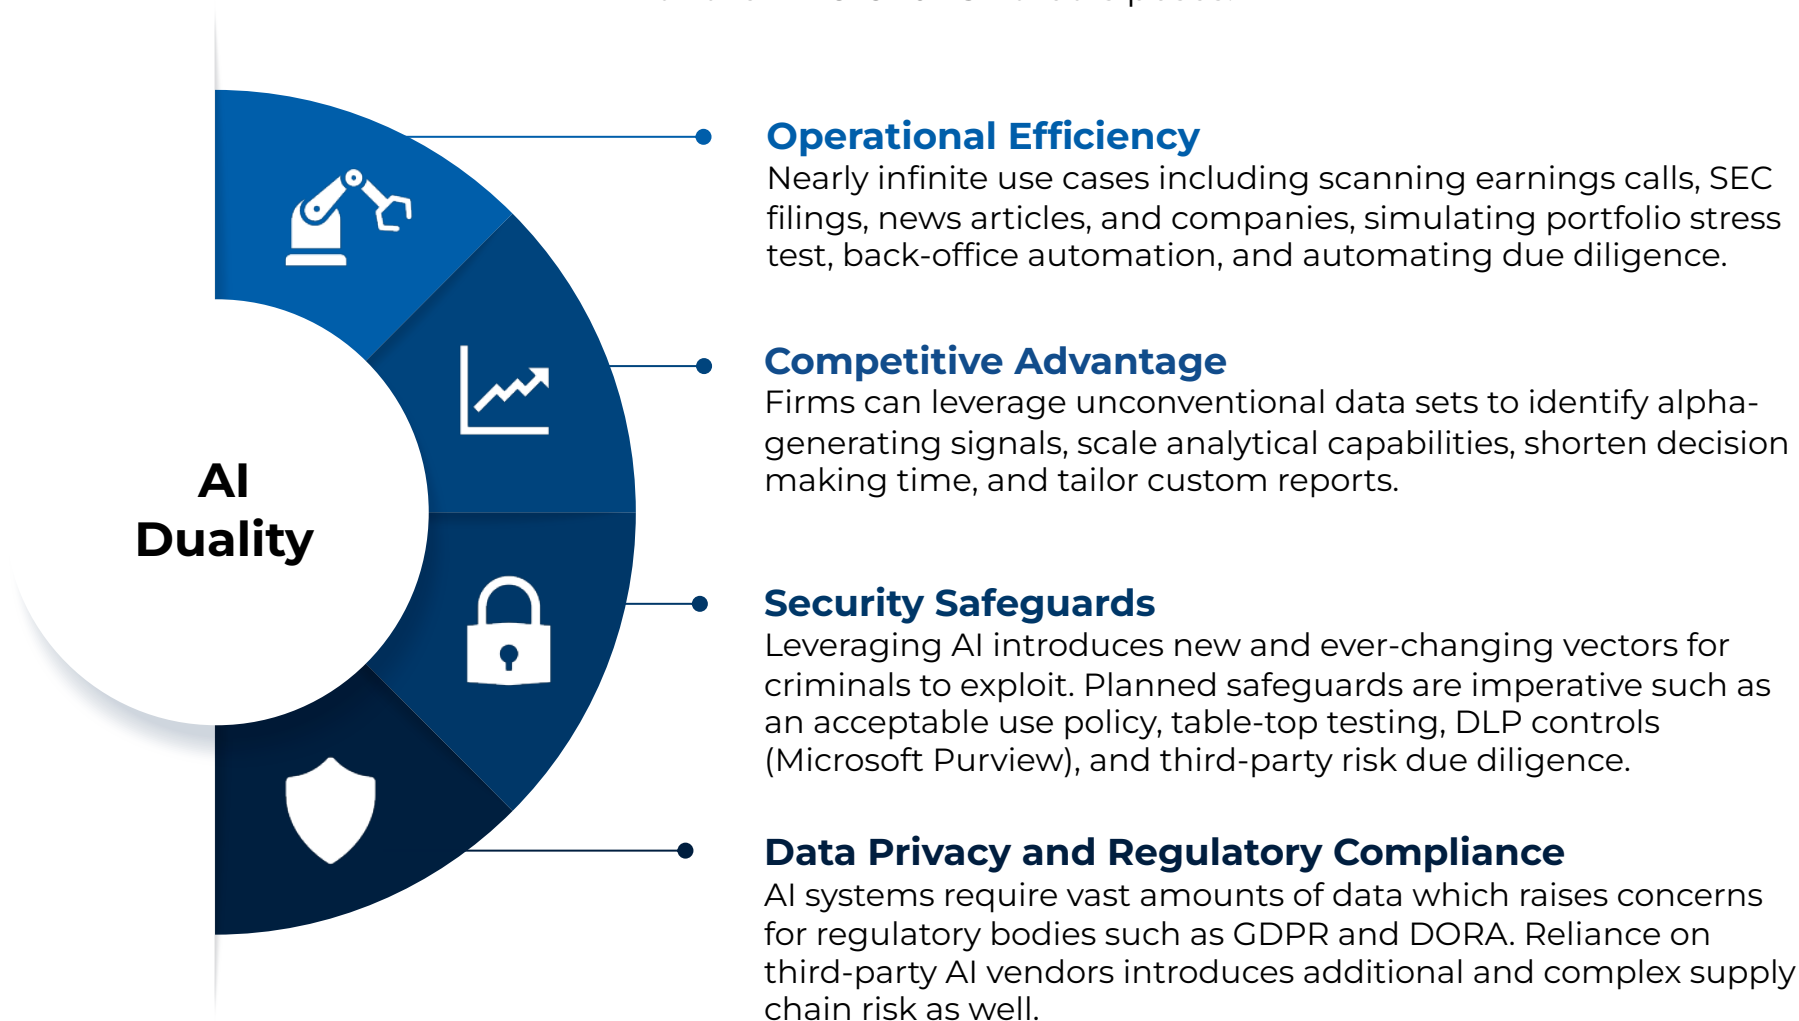 Operational Efficiency
Nearly infinite use cases including scanning earnings calls, SEC
filings, news articles, and companies, simulating portfolio stress
test, back-office automation, and automating due diligence.
Competitive Advantage
Firms can leverage unconventional data sets to identify alpha-
generating signals, scale analytical capabilities, shorten decision
making time, and tailor custom reports.
AI
Duality
Security Safeguards
Leveraging AI introduces new and ever-changing vectors for
criminals to exploit. Planned safeguards are imperative such as
an acceptable use policy, table-top testing, DLP controls
(Microsoft Purview), and third-party risk due diligence.
Data Privacy and Regulatory Compliance
AI systems require vast amounts of data which raises concerns
for regulatory bodies such as GDPR and DORA. Reliance on
third-party AI vendors introduces additional and complex supply
chain risk as well.